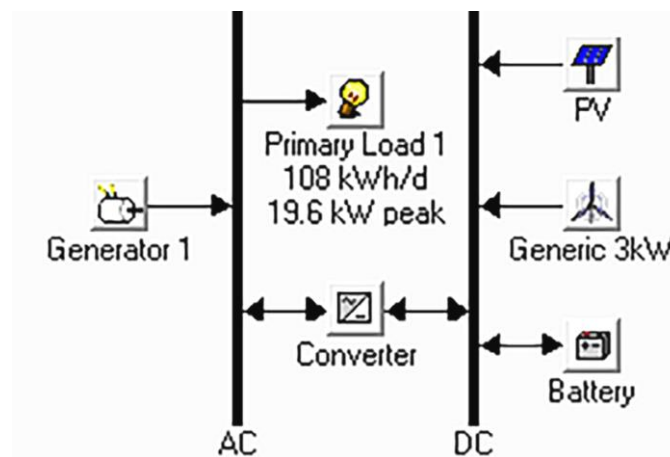 PV
Primary Load 1
108 kWh/d
19.6 kW peak
Generator 1
Generic 3kW
Converter
Battery
AC
DC